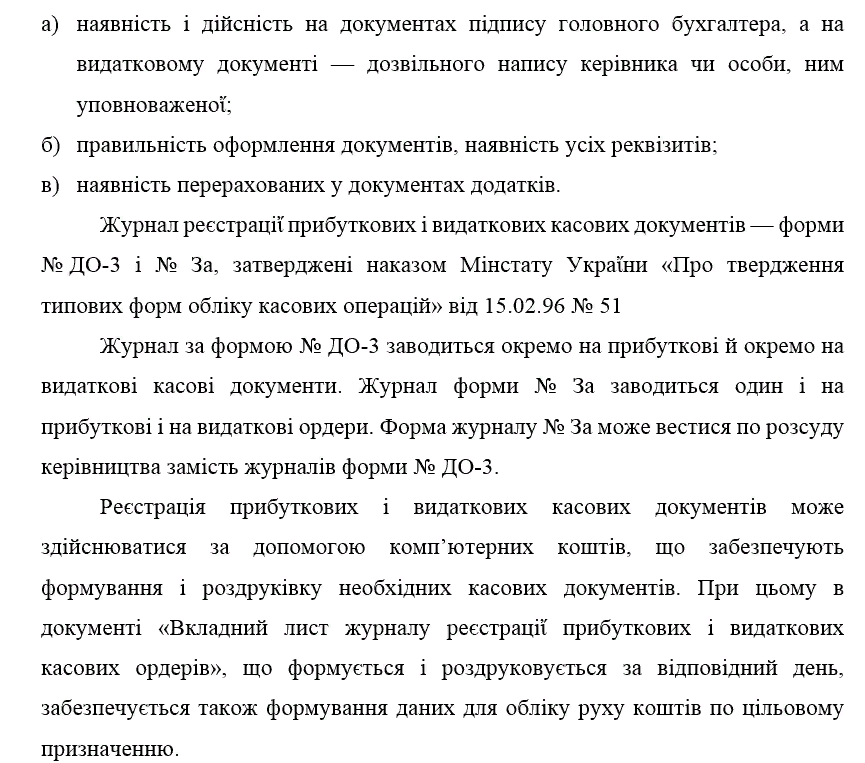 а) наявність і дійсність на документах підпису головного бухгалтера, а на
видатковому документі — дозвільного напису керівника чи особи, ним
уповноваженої;
б) правильність оформлення документів, наявність усіх реквізитів;
в) наявність перерахованих у документах додатків.
Журнал реєстрації прибуткових і видаткових касових документів — форми
№ ДО-3 і № За, затверджені наказом Мінстату України «Про твердження
типових форм обліку касових операцій» від 15.02.96 № 51
Журнал за формою № ДО-3 заводиться окремо на прибуткові й окремо на
видаткові касові документи. Журнал форми № За заводиться один і на
прибуткові і на видаткові ордери. Форма журналу № За може вестися по розсуду
керівництва замість журналів форми № ДО-3.
Реєстрація прибуткових і видаткових касових документів може
здійснюватися за допомогою комп’ютерних коштів, що забезпечують
формування і роздруківку необхідних касових документів. При цьому в
документі «Вкладний лист журналу реєстрації прибуткових і видаткових
касових ордерів», що формується і роздруковується за відповідний день,
забезпечується також формування даних для обліку руху коштів по цільовому
призначенню.